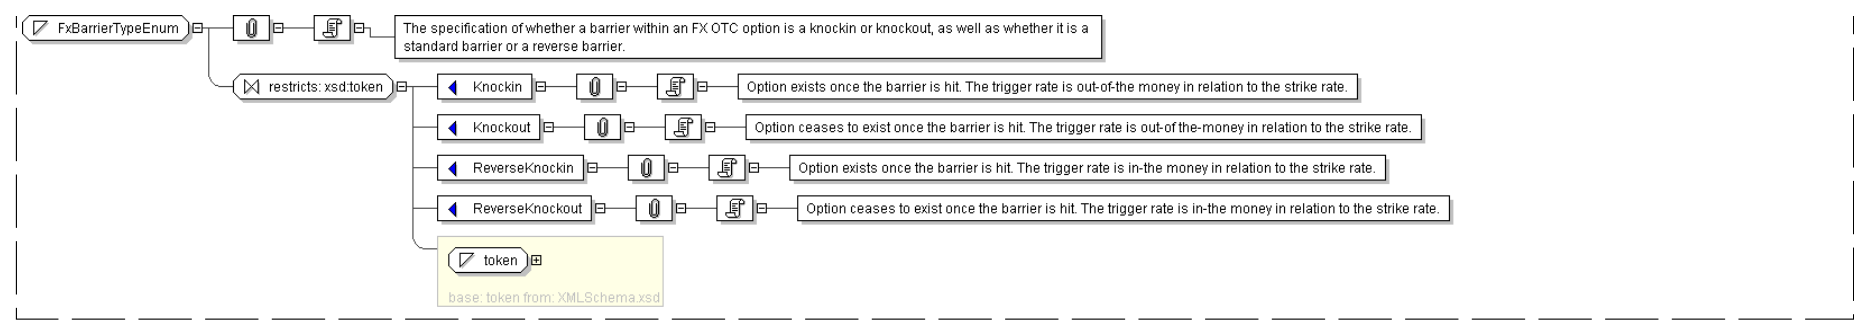 FxBarrierTypeEnum
The specification of whether a barrier within an FX OTC option is a knockin or knockout, as well as whether it is a
standard barrier or a reverse barrier.
restricts: xsd:token
Knockin
Option exists once the barrier is hit. The trigger rate is out-of-the money in relation to the strike rate.
Knockout
Option ceases to exist once the barrier is hit. The trigger rate is out-of the-money in relation to the strike rate.
ReverseKnockin
Option exists once the barrier is hit. The trigger rate is in-the money in relation to the strike rate.
ReverseKnockout
Option ceases to exist once the barrier is hit. The trigger rate is in-the money in relation to the strike rate.
token
base: token from: XMLSchema.xsd